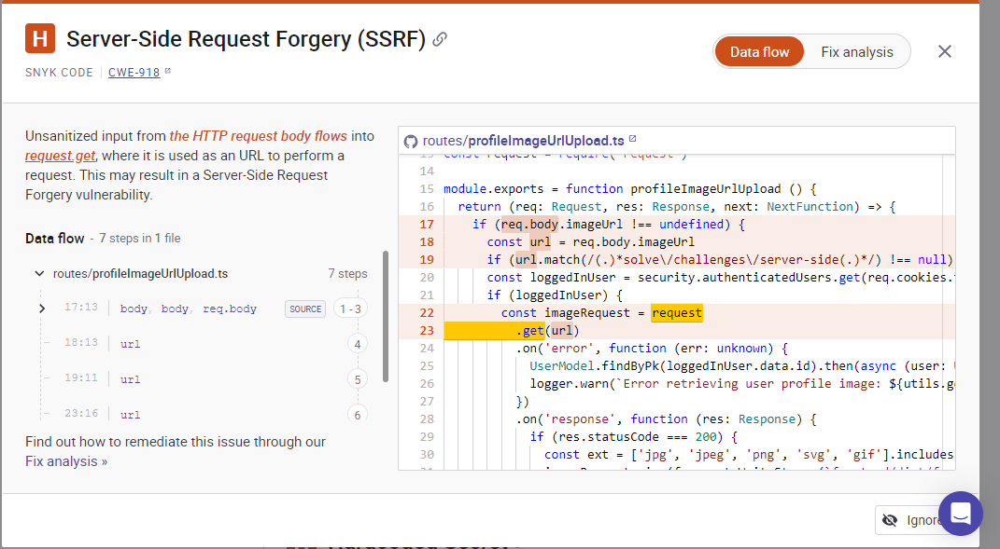 H Server-Side Request Forgery (SSRF)
SNYK CODE CWE-918
Data flow Fix analysis
Unsanitized input from the HTTP request body flows into
request.get, where it is used as an URL to perform a
request. This may result in a Server-Side Request
Forgery vulnerability.
Data flow - 7 steps in 1 file
routes/profileImageUrlUpload.ts 7 steps
17:13 body, body, req.body SOURCE 1 - 3
18:13 url 4
19:11 url 5
23:16 url 6
Find out how to remediate this issue through our
Fix analysis »
routes/profileImageUrlUpload.ts
13 const request = require('request')
14
15 module.exports = function profileImageUrlUpload () {
16 return (req: Request, res: Response, next: NextFunction) => {
17 if (req.body.imageUrl !== undefined) {
18 const url = req.body.imageUrl
19 if (url.match(/(.)*solve\/challenges\/server-side(.)*/) !== null)
20 const loggedInUser = security.authenticatedUsers.get(req.cookies.
21 if (loggedInUser) {
22 const imageRequest = request
23 .get(url)
24 .on('error', function (err: unknown) {
25 UserModel.findByPk(loggedInUser.data.id).then(async (user:
26 logger.warn(`Error retrieving user profile image: ${utils.g
27 })
28 .on('response', function (res: Response) {
29 if (res.statusCode === 200) {
30 const ext = ['jpg', 'jpeg', 'png', 'svg', 'gif'].includes
Ignore